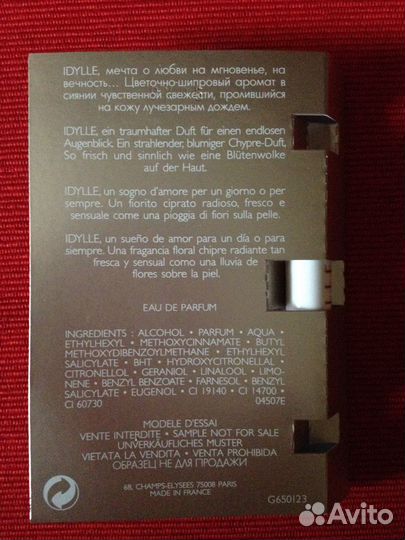 IDYLLE, мечта о любви на мгновенье, на
вечность... Цветочно-шипровый аромат в
сиянии чувственной свежести, пролившийся
на кожу лучезарным дождем.
IDYLLE, ein traumhafter Duft für einen endlosen
Augenblick. Ein strahlender, blumiger Chypre-Duft,
So frisch und sinnlich wie eine Blütenwolke
auf der Haut.
IDYLLE, un sogno d'amore per un giorno o per
sempre. Un fiorito ciprato radioso, fresco e
sensuale come una pioggia di fiori sulla pelle.
IDYLLE, un sueño de amor para un día o para
siempre. Una fragancia floral chipre radiante tan
fresca y sensual como una lluvia de
flores sobre la piel.
EAU DE PARFUM
INGREDIENTS : ALCOHOL • PARFUM • AQUA •
ETHYLHEXYL • METHOXYCINNAMATE • BUTYL
METHOXYDIBENZOYLMETHANE • ETHYLHEXYL
SALICYLATE • BHT • HYDROXYCITRONELLAL •
CITRONELLOL • GERANIOL • LINALOOL • LIMO-
NENE • BENZYL BENZOATE • FARNESOL • BENZYL
SALICYLATE • EUGENOL • CI 19140 • CI 14700 •
CI 60730 04507E
MODELE D'ESSAI
VENTE INTERDITE • SAMPLE NOT FOR SALE
UNVERKÄUFLICHES MUSTER
VIETATA LA VENDITA • VENTA PROHIBIDA
ОБРАЗЕЦ НЕ ДЛЯ ПРОДАЖИ
68, CHAMPS-ELYSEES 75008 PARIS
MADE IN FRANCE
G650123
Avito